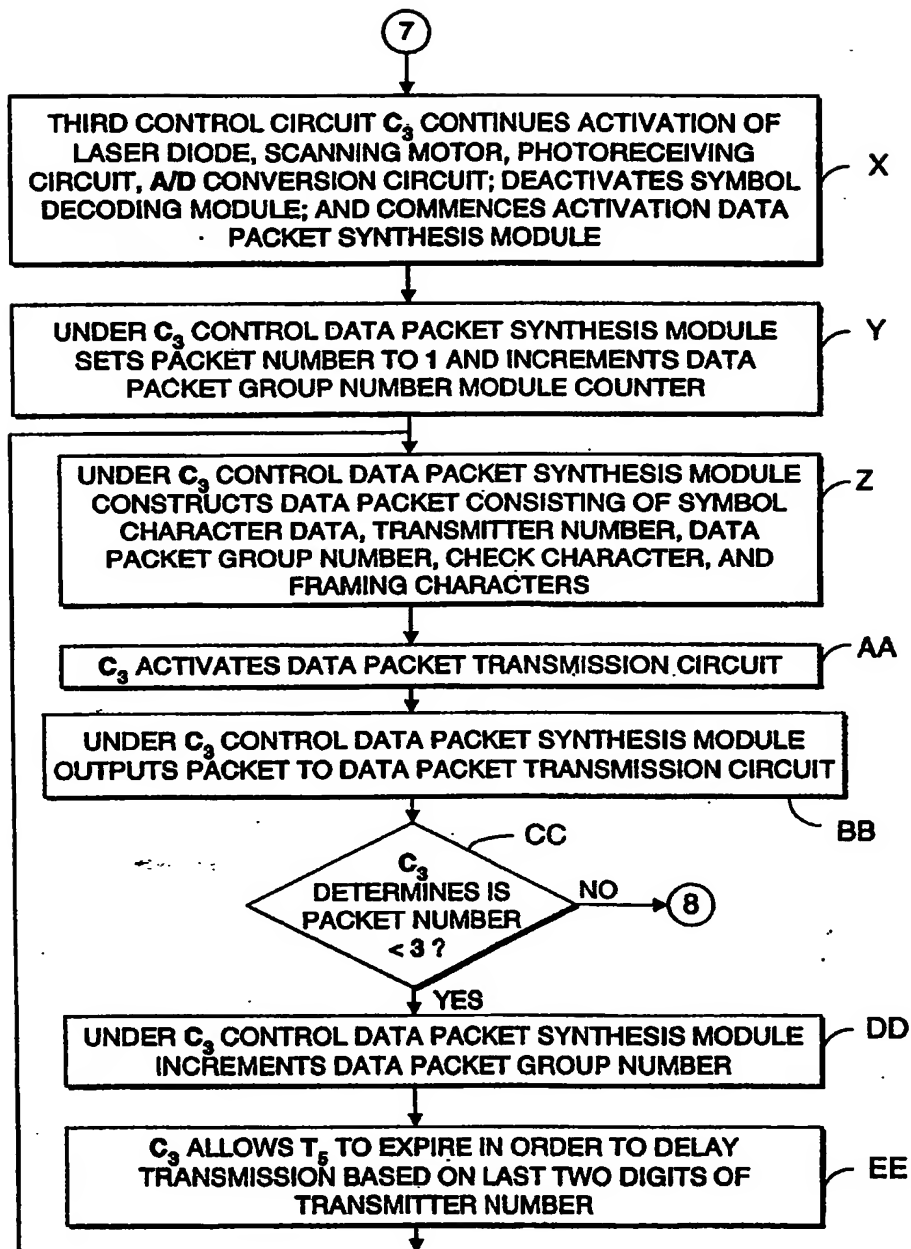 7
THIRD CONTROL CIRCUIT C₃ CONTINUES ACTIVATION OF
LASER DIODE, SCANNING MOTOR, PHOTORECEIVING
CIRCUIT, A/D CONVERSION CIRCUIT; DEACTIVATES SYMBOL
DECODING MODULE; AND COMMENCES ACTIVATION DATA
PACKET SYNTHESIS MODULE
X
UNDER C₃ CONTROL DATA PACKET SYNTHESIS MODULE
SETS PACKET NUMBER TO 1 AND INCREMENTS DATA
PACKET GROUP NUMBER MODULE COUNTER
Y
UNDER C₃ CONTROL DATA PACKET SYNTHESIS MODULE
CONSTRUCTS DATA PACKET CONSISTING OF SYMBOL
CHARACTER DATA, TRANSMITTER NUMBER, DATA
PACKET GROUP NUMBER, CHECK CHARACTER, AND
FRAMING CHARACTERS
Z
C₃ ACTIVATES DATA PACKET TRANSMISSION CIRCUIT
AA
UNDER C₃ CONTROL DATA PACKET SYNTHESIS MODULE
OUTPUTS PACKET TO DATA PACKET TRANSMISSION CIRCUIT
BB
CC
C₃
DETERMINES IS
PACKET NUMBER
< 3 ?
NO
8
YES
UNDER C₃ CONTROL DATA PACKET SYNTHESIS MODULE
INCREMENTS DATA PACKET GROUP NUMBER
DD
C₃ ALLOWS T₅ TO EXPIRE IN ORDER TO DELAY
TRANSMISSION BASED ON LAST TWO DIGITS OF
TRANSMITTER NUMBER
EE